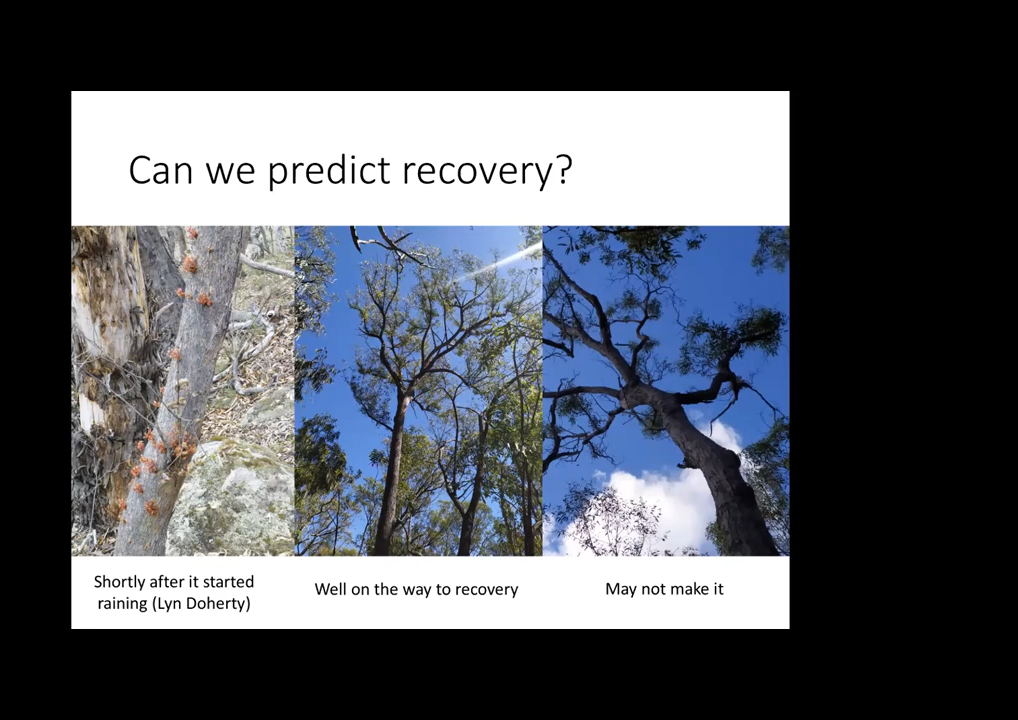 Can we predict recovery?
Shortly after it started
raining (Lyn Doherty)
Well on the way to recovery
May not make it